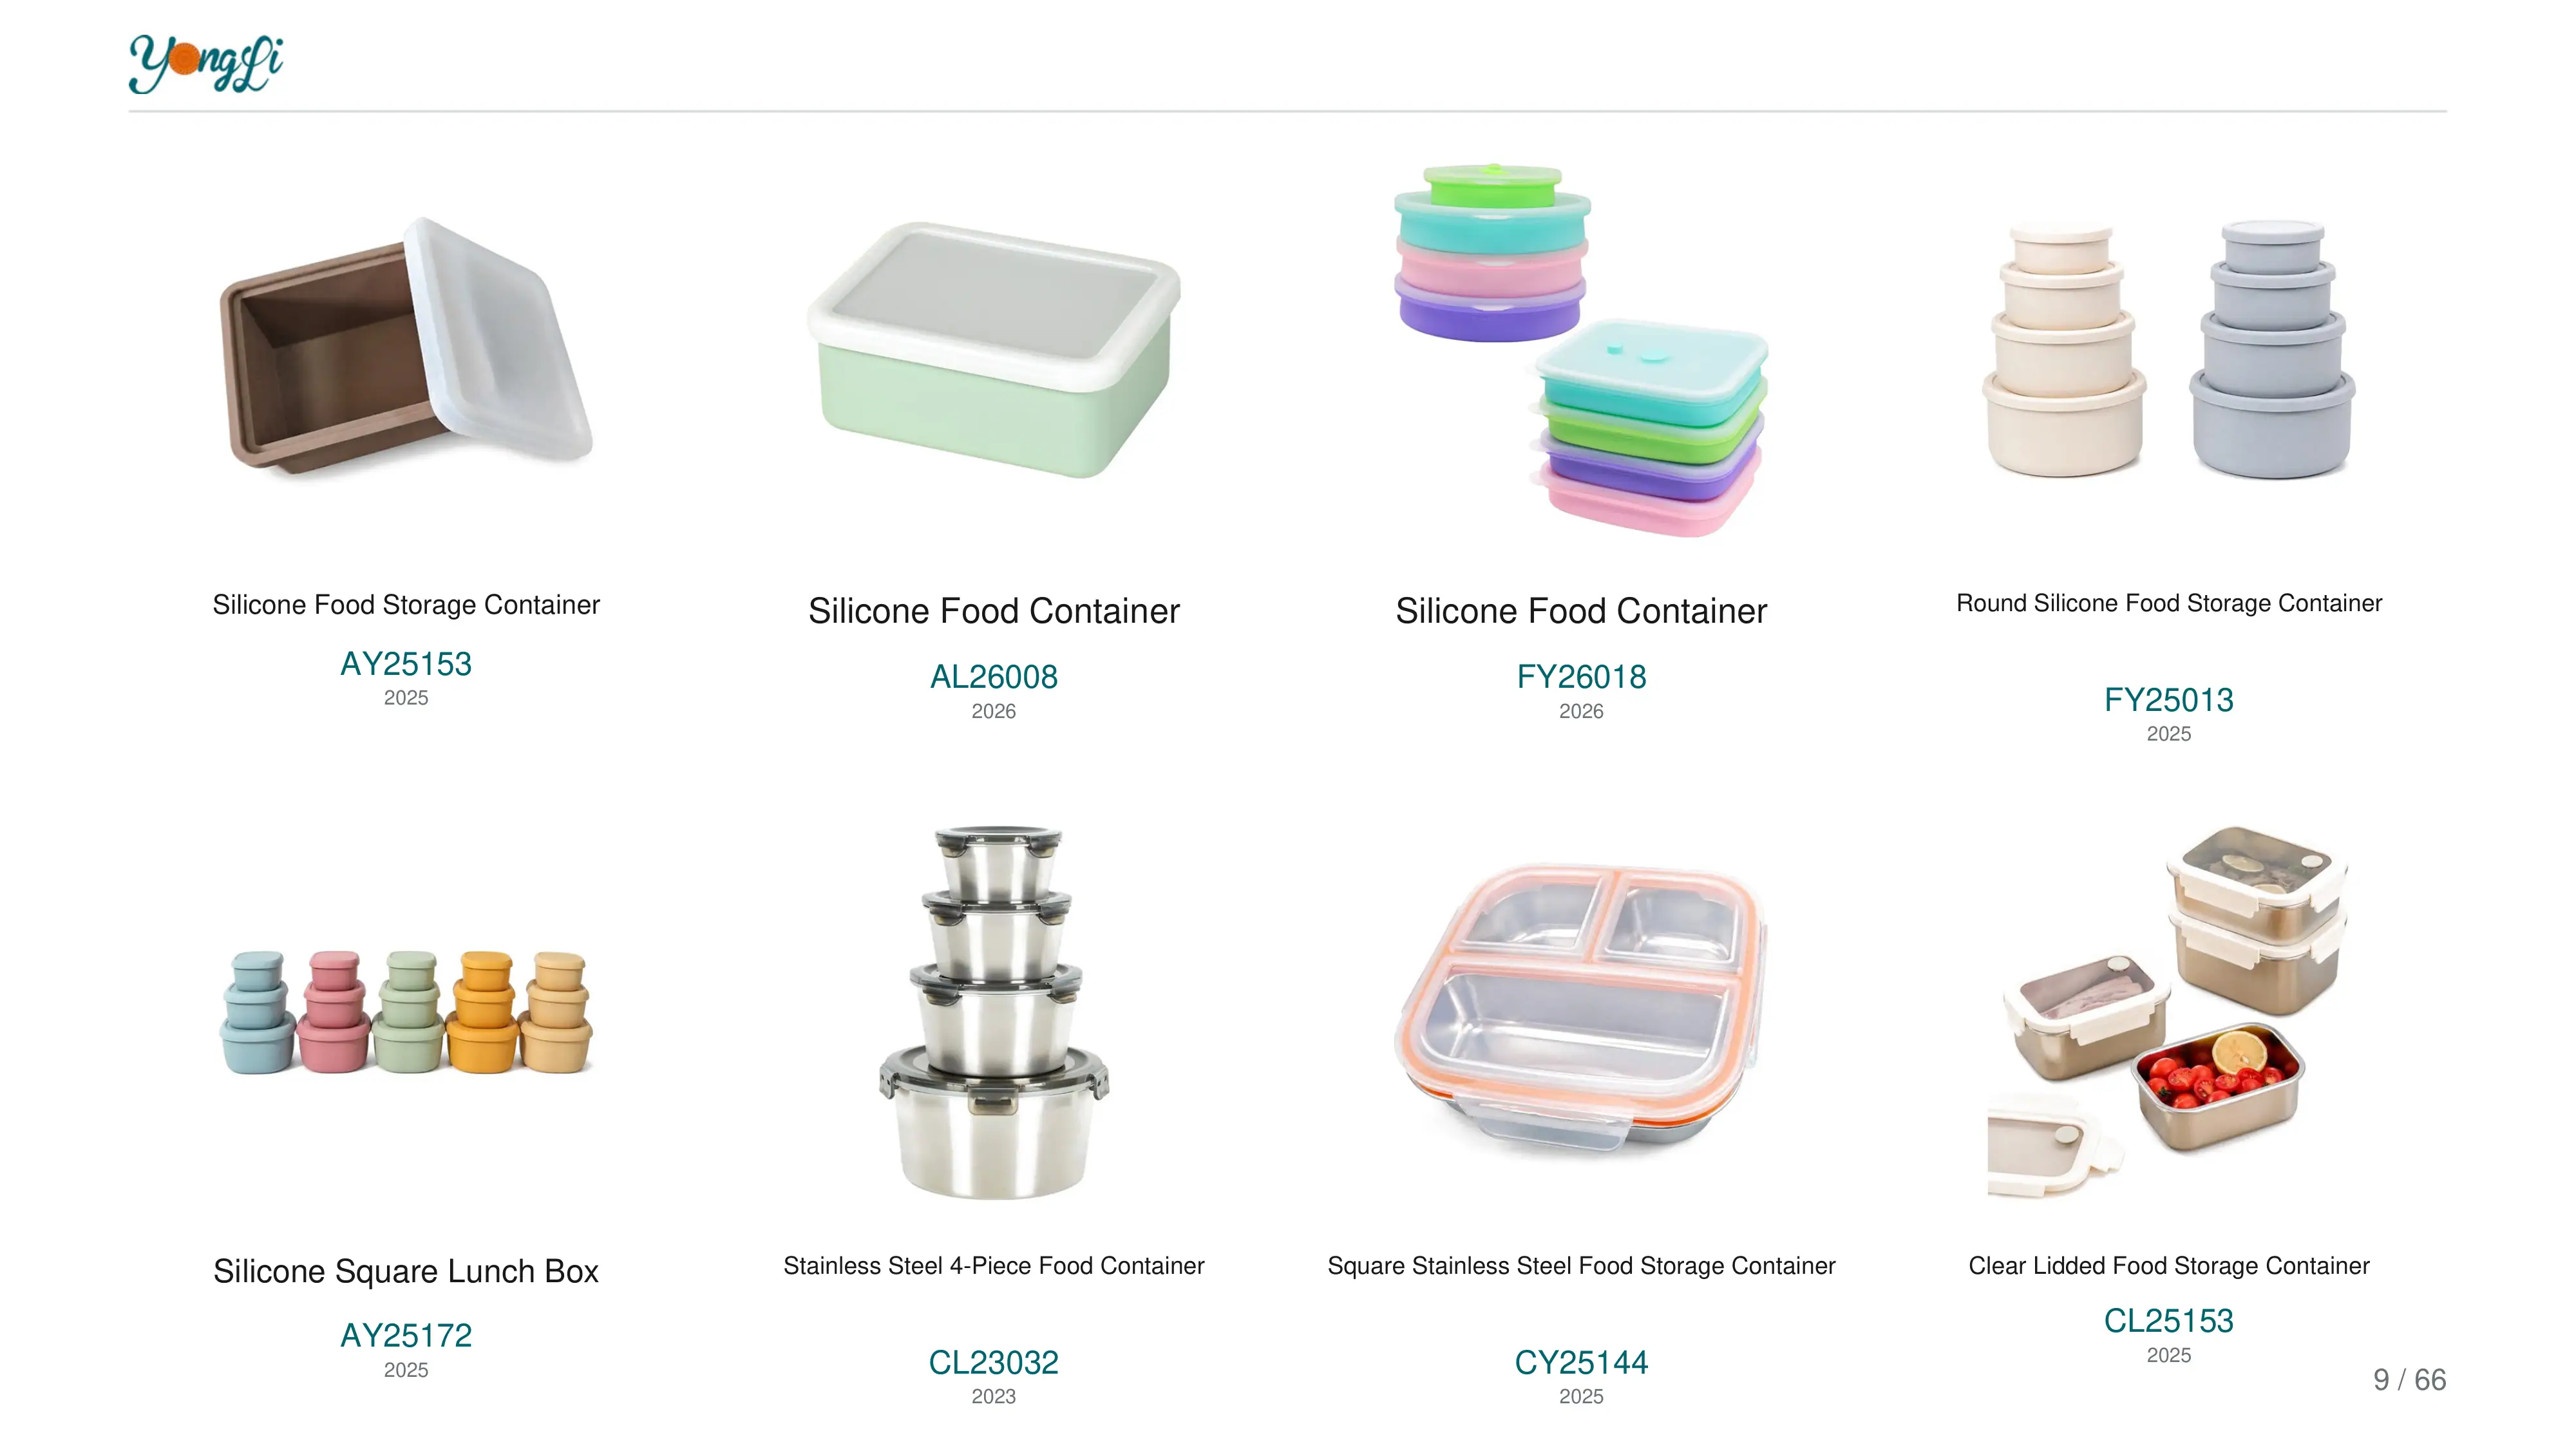 YongLi
Silicone Food Storage Container
AY25153
2025
Silicone Food Container
AL26008
2026
Silicone Food Container
FY26018
2026
Round Silicone Food Storage Container
FY25013
2025
Silicone Square Lunch Box
AY25172
2025
Stainless Steel 4-Piece Food Container
CL23032
2023
Square Stainless Steel Food Storage Container
CY25144
2025
Clear Lidded Food Storage Container
CL25153
2025
9 / 66